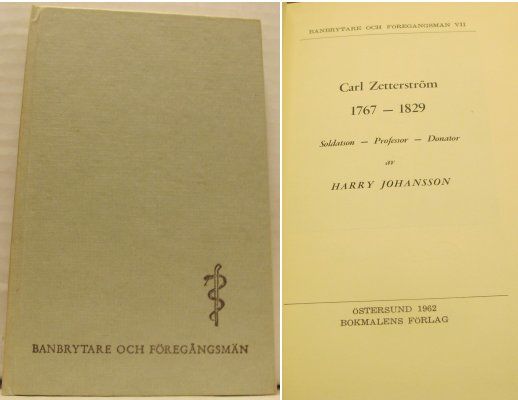 BANBRYTARE OCH FÖREGÅNGSMÄN
BANBRYTARE OCH FÖREGÅNGSMÄN VII
Carl Zetterström
1767 — 1829
Soldatson — Professor — Donator
av
HARRY JOHANSSON
ÖSTERSUND 1962
BOKMALENS FÖRLAG